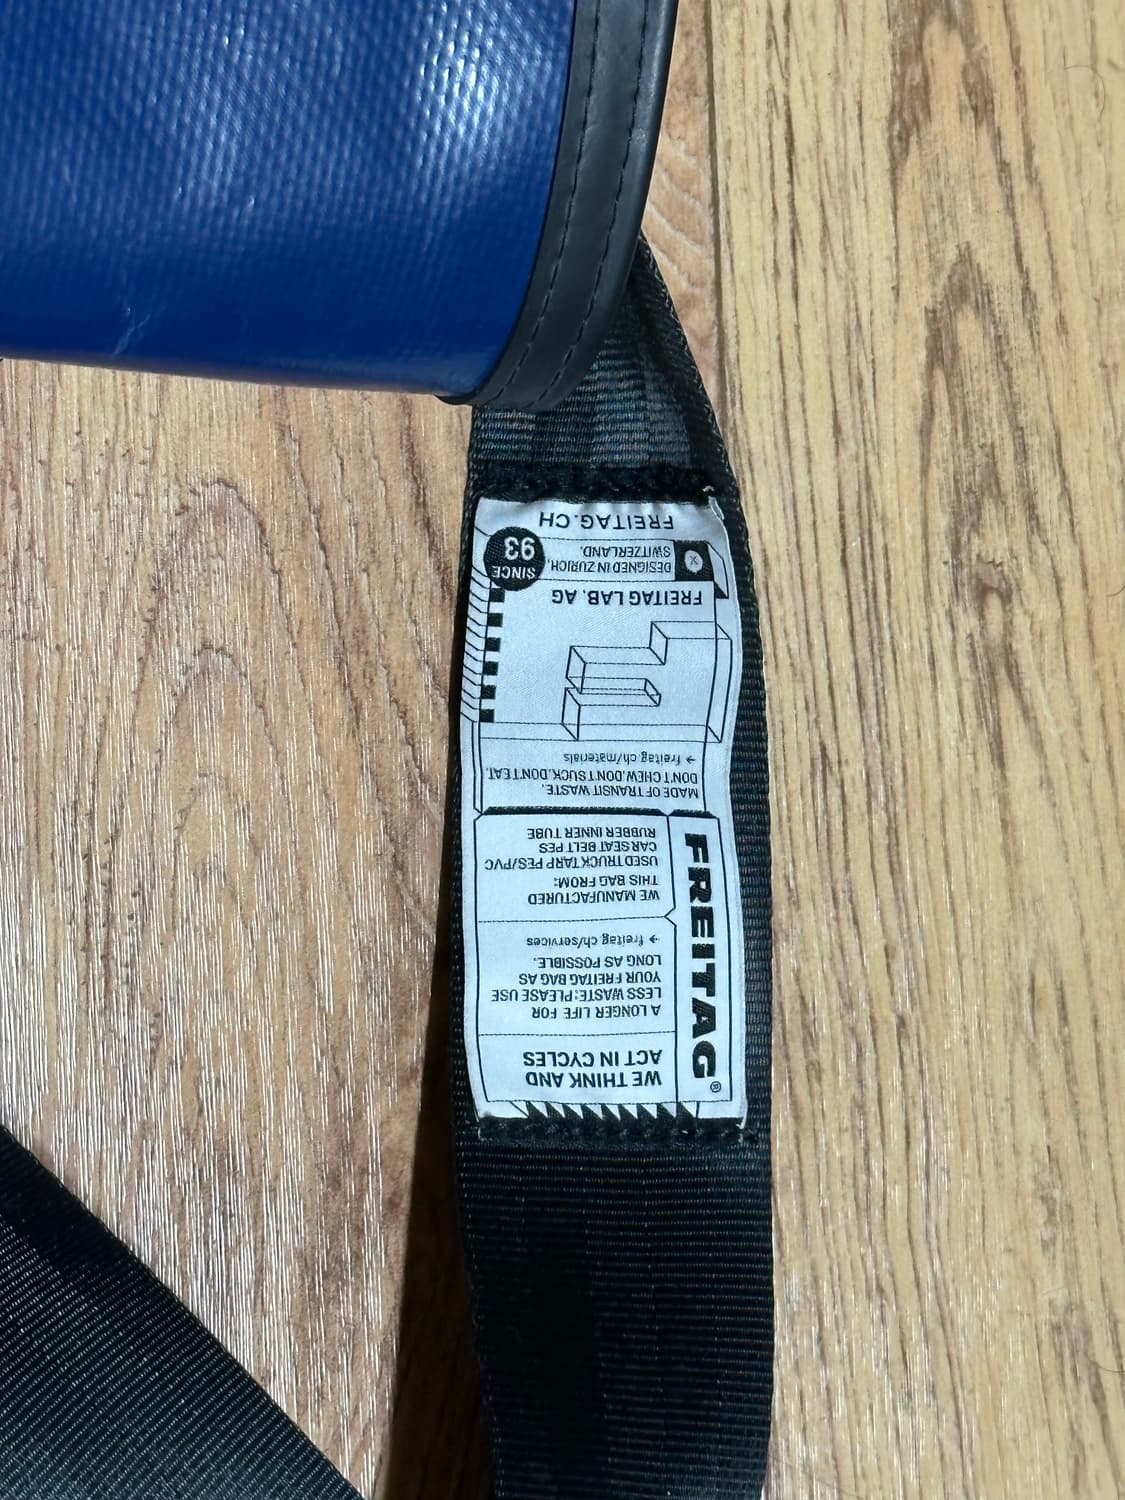 WE THINK AND
ACT IN CYCLES
A LONGER LIFE FOR
LESS WASTE: PLEASE USE
YOUR FREITAG BAG AS
LONG AS POSSIBLE.
→ freitag.ch/services
WE MANUFACTURED
THIS BAG FROM:
USED TRUCK TARP PES/PVC
CAR SEAT BELT PES
RUBBER INNER TUBE
FREITAG®
MADE OF TRANSIT WASTE.
DON'T CHEW. DON'T SUCK. DON'T EAT.
→ freitag.ch/materials
FREITAG LAB. AG
X
DESIGNED IN ZURICH,
SWITZERLAND.
SINCE
93
FREITAG.CH